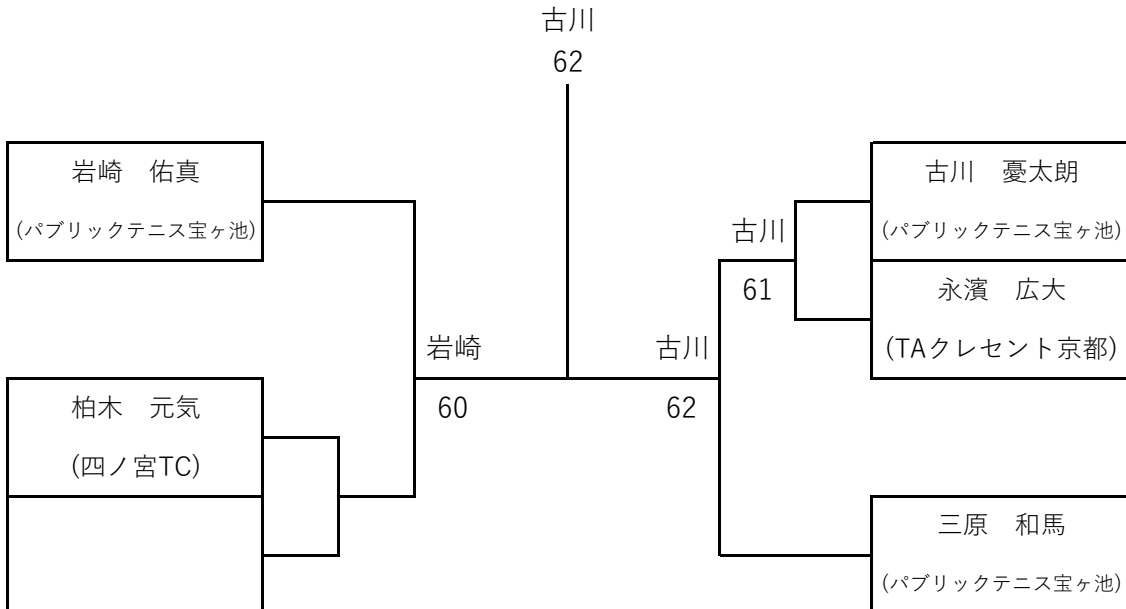 古川
62
岩崎　佑真
(パブリックテニス宝ヶ池)
柏木　元気
(四ノ宮TC)
岩崎
60
古川
62
古川
61
古川　憂太朗
(パブリックテニス宝ヶ池)
永濱　広大
(TAクレセント京都)
三原　和馬
(パブリックテニス宝ヶ池)